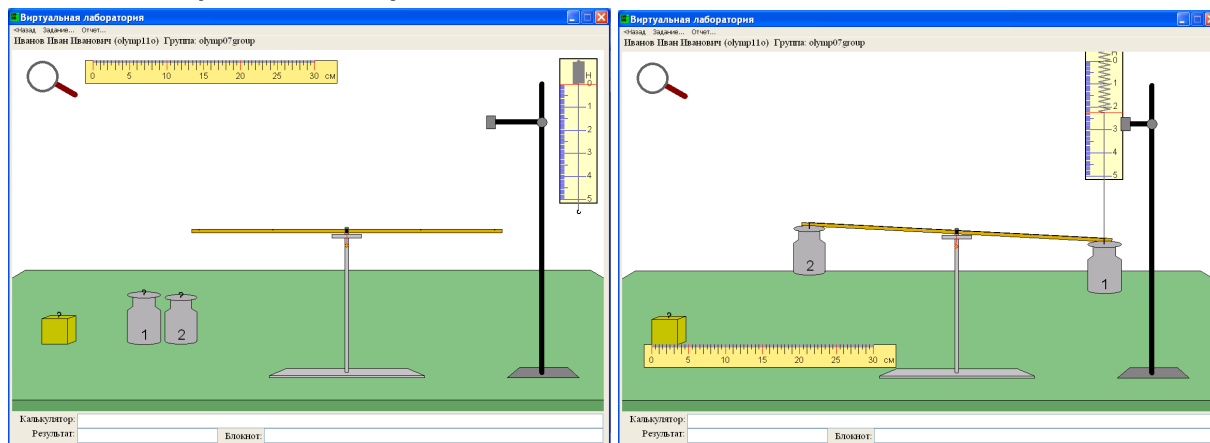 Виртуальная лаборатория
<Назад Задание... Отчет...
Иванов Иван Иванович (olymp11o) Группа: olymp07group
0 5 10 15 20 25 30 см
Н
0
1
2
3
4
5
1 2
Калькулятор:
Результат: Блокнот:
Виртуальная лаборатория
<Назад Задание... Отчет...
Иванов Иван Иванович (olymp11o) Группа: olymp07group
0
1
2
3
4
5
2
1
0 5 10 15 20 25 30 см
Калькулятор:
Результат: Блокнот: